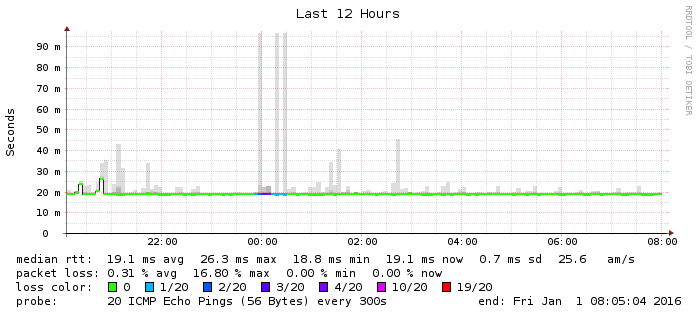 Last 12 Hours
RRDTOOL / TOBI OETIKER
Seconds
90 m
80 m
70 m
60 m
50 m
40 m
30 m
20 m
10 m
0
22:00 00:00 02:00 04:00 06:00 08:00
median rtt: 19.1 ms avg 26.3 ms max 18.8 ms min 19.1 ms now 0.7 ms sd 25.6 am/s
packet loss: 0.31 % avg 16.80 % max 0.00 % min 0.00 % now
loss color: 0 1/20 2/20 3/20 4/20 10/20 19/20
probe: 20 ICMP Echo Pings (56 Bytes) every 300s end: Fri Jan 1 08:05:04 2016